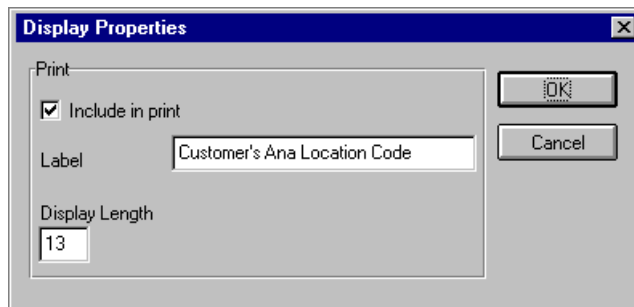 Display Properties
Print
Include in print
OK
Label
Customer's Ana Location Code
Cancel
Display Length
13